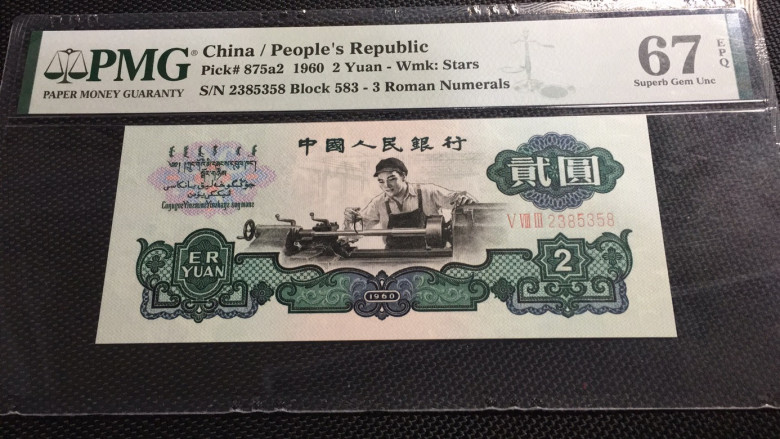 PMG
PAPER MONEY GUARANTY
China / People's Republic
Pick# 875a2 1960 2 Yuan - Wmk: Stars
S/N 2385358 Block 583 - 3 Roman Numerals
67
EPQ
Superb Gem Unc
中國人民銀行
貳圓
V VIII III 2385358
ER
YUAN
1960
2